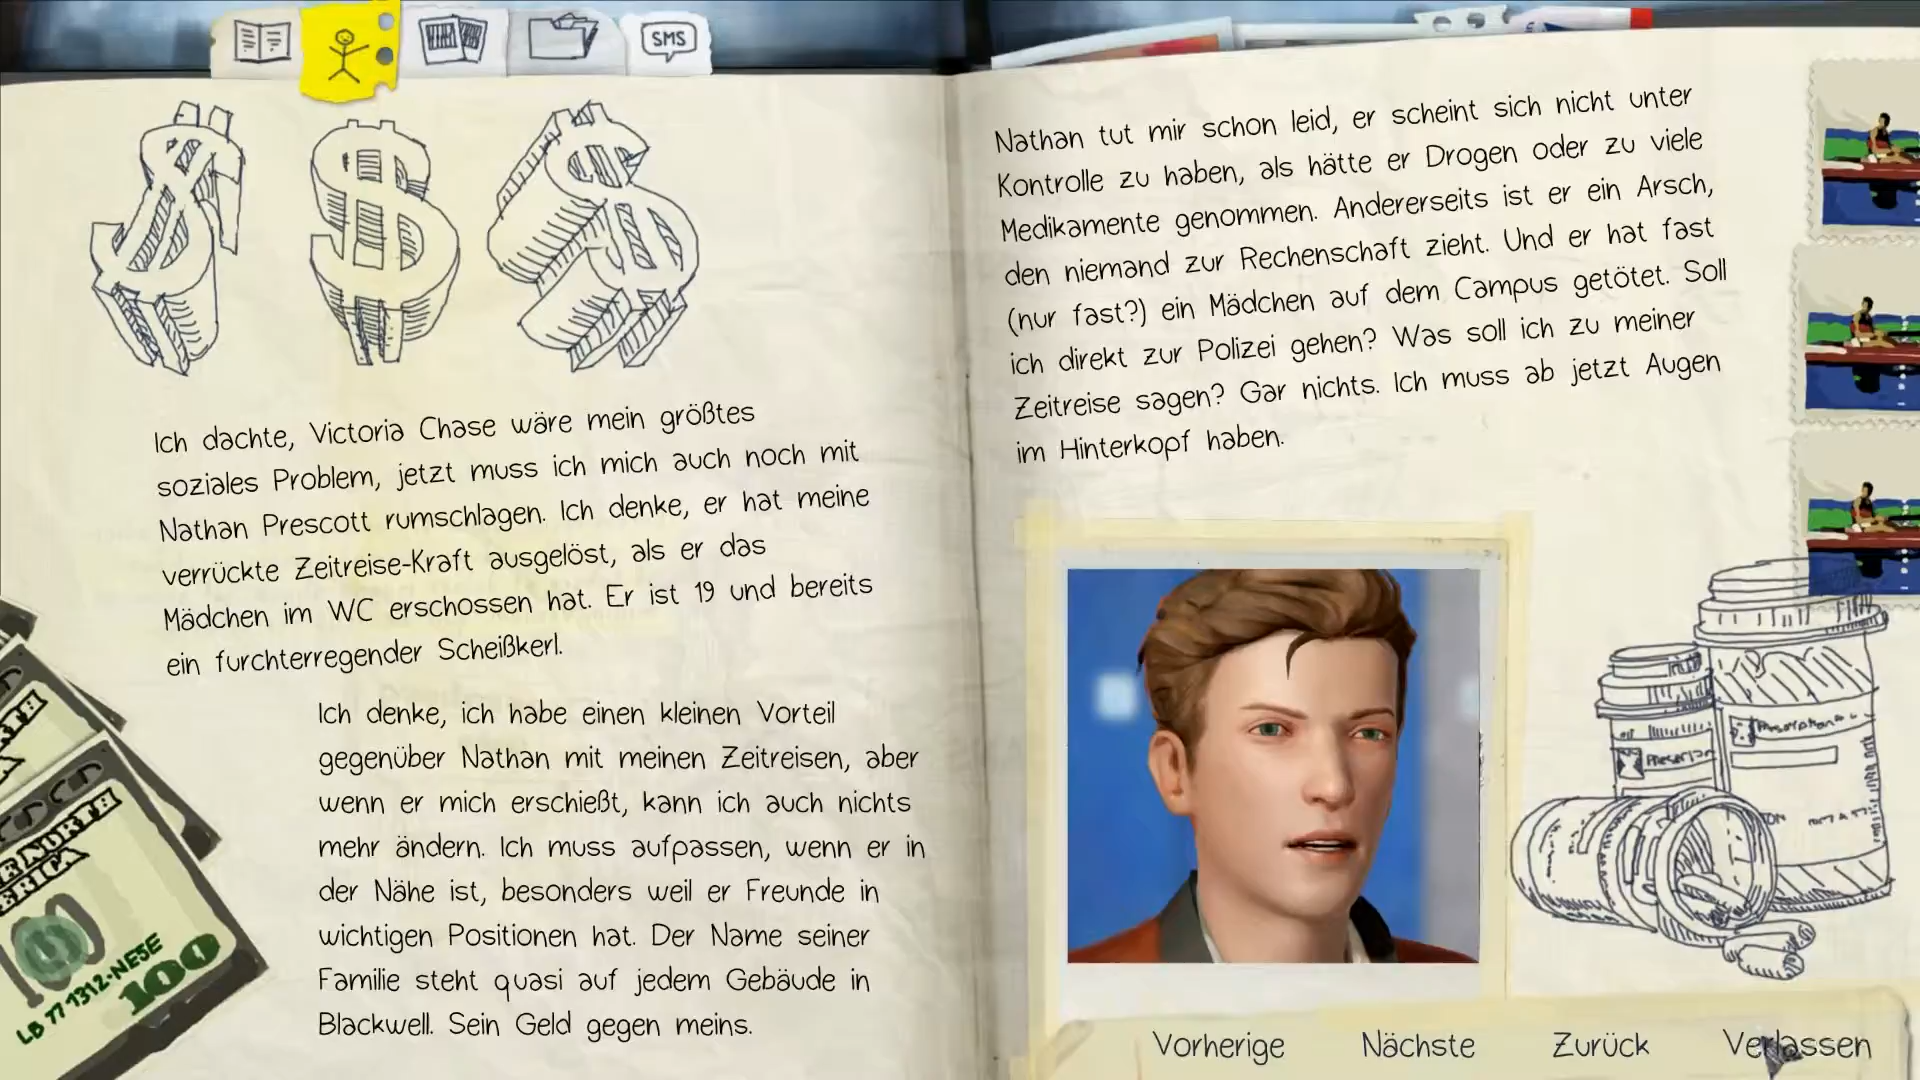 SMS
Ich dachte, Victoria Chase wäre mein größtes
soziales Problem, jetzt muss ich mich auch noch mit
Nathan Prescott rumschlagen. Ich denke, er hat meine
verrückte Zeitreise-Kraft ausgelöst, als er das
Mädchen im WC erschossen hat. Er ist 19 und bereits
ein furchterregender Scheißkerl.
Ich denke, ich habe einen kleinen Vorteil
gegenüber Nathan mit meinen Zeitreisen, aber
wenn er mich erschießt, kann ich auch nichts
mehr ändern. Ich muss aufpassen, wenn er in
der Nähe ist, besonders weil er Freunde in
wichtigen Positionen hat. Der Name seiner
Familie steht quasi auf jedem Gebäude in
Blackwell. Sein Geld gegen meins.
LB 77 1312-NESE
100
Nathan tut mir schon leid, er scheint sich nicht unter
Kontrolle zu haben, als hätte er Drogen oder zu viele
Medikamente genommen. Andererseits ist er ein Arsch,
den niemand zur Rechenschaft zieht. Und er hat fast
(nur fast?) ein Mädchen auf dem Campus getötet. Soll
ich direkt zur Polizei gehen? Was soll ich zu meiner
Zeitreise sagen? Gar nichts. Ich muss ab jetzt Augen
im Hinterkopf haben.
Vorherige Nächste Zurück Verlassen